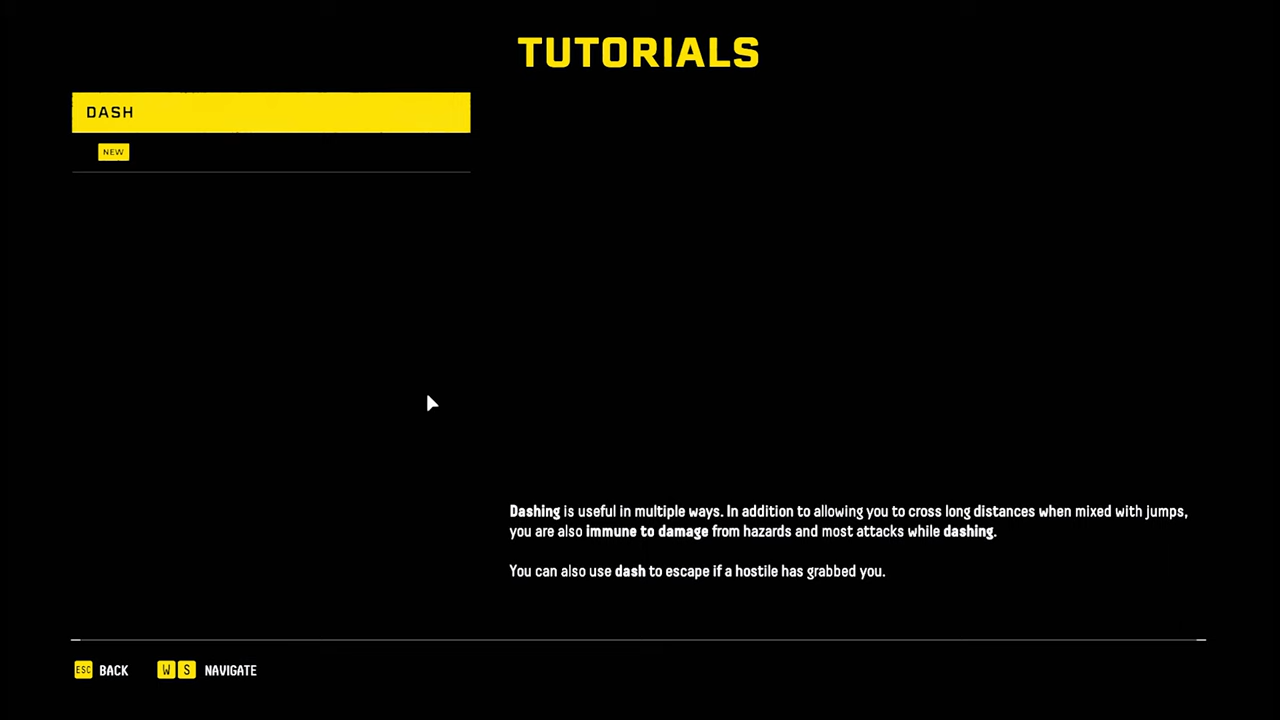 TUTORIALS
DASH
NEW
Dashing is useful in multiple ways. In addition to allowing you to cross long distances when mixed with jumps,
you are also immune to damage from hazards and most attacks while dashing.
You can also use dash to escape if a hostile has grabbed you.
ESC BACK W S NAVIGATE